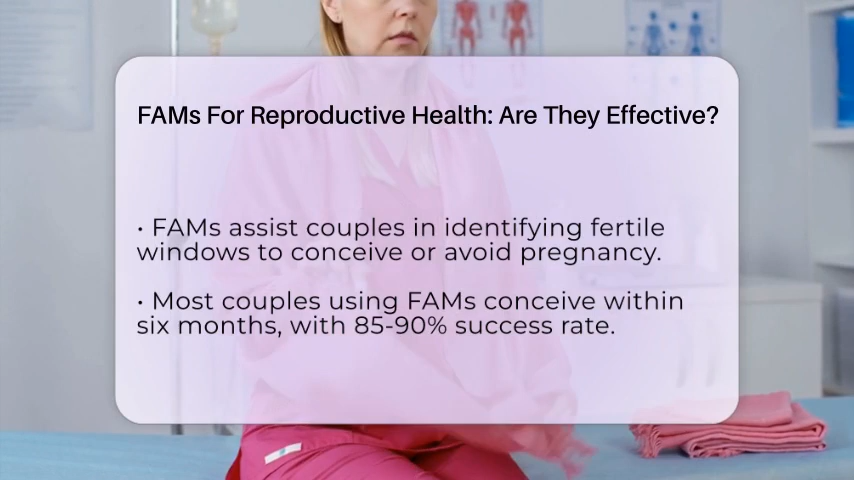 FAMs For Reproductive Health: Are They Effective?
• FAMs assist couples in identifying fertile
windows to conceive or avoid pregnancy.
• Most couples using FAMs conceive within
six months, with 85-90% success rate.